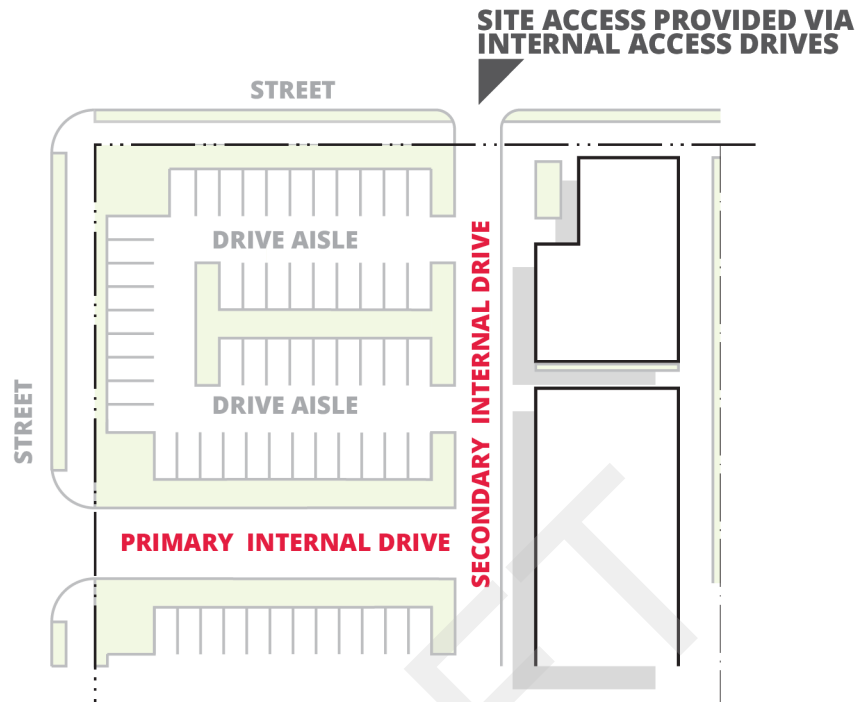 SITE ACCESS PROVIDED VIA
INTERNAL ACCESS DRIVES
STREET
DRIVE AISLE
SECONDARY INTERNAL DRIVE
STREET
DRIVE AISLE
PRIMARY INTERNAL DRIVE
ET